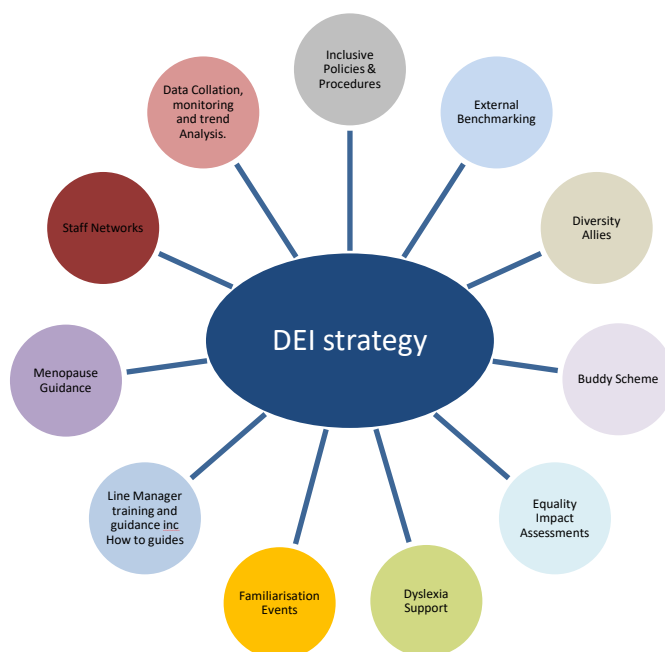 Inclusive
Policies &
Procedures
External
Benchmarking
Diversity
Allies
Buddy Scheme
Equality
Impact
Assessments
Dyslexia
Support
Familiarisation
Events
Line Manager
training and
guidance inc
How to guides
Menopause
Guidance
Staff Networks
Data Collation,
monitoring
and trend
Analysis.
DEI strategy